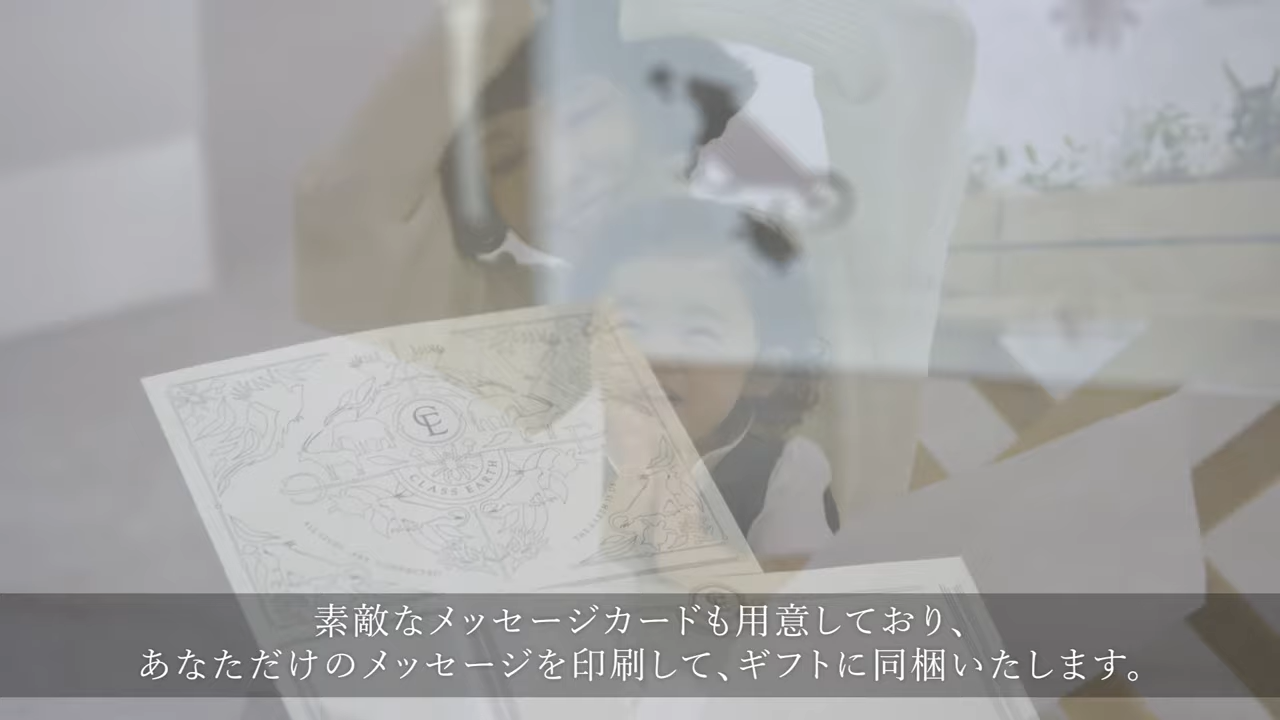 CE
CLASS EARTH
素敵なメッセージカードも用意しており、
あなただけのメッセージを印刷して、ギフトに同梱いたします。